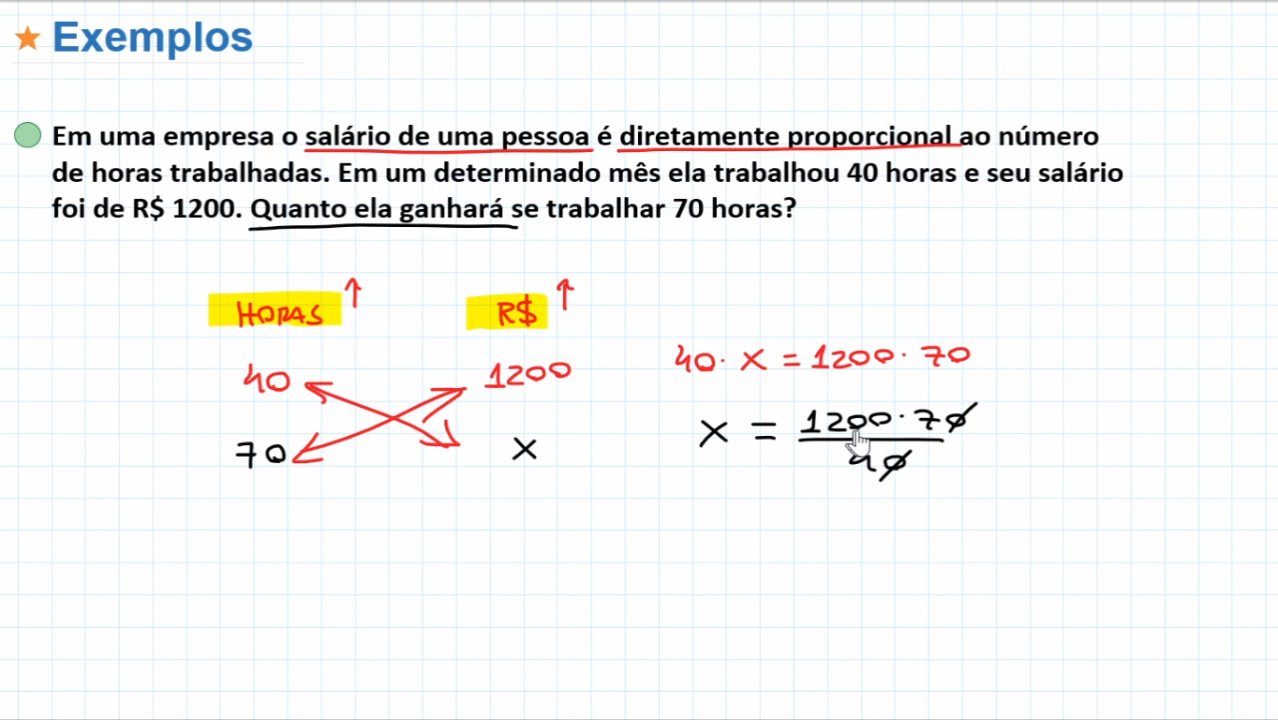 Exemplos
Em uma empresa o salário de uma pessoa é diretamente proporcional ao número
de horas trabalhadas. Em um determinado mês ela trabalhou 40 horas e seu salário
foi de R$ 1200. Quanto ela ganhará se trabalhar 70 horas?
HORAS ↑ R$ ↑
40 1200
70 x
40 · x = 1200 · 70
x = 1200 · 70
40